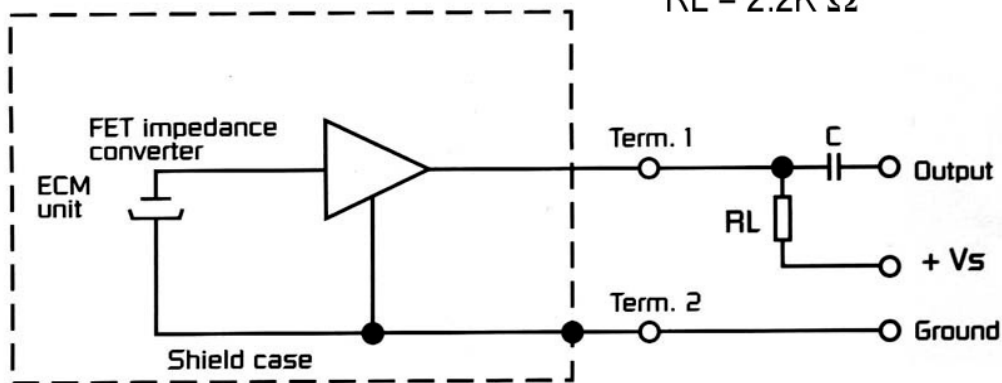 RL = 2.2K Ω
FET impedance
converter
ECM
unit
Term. 1
C
Output
RL
+ Vs
Term. 2
Ground
Shield case